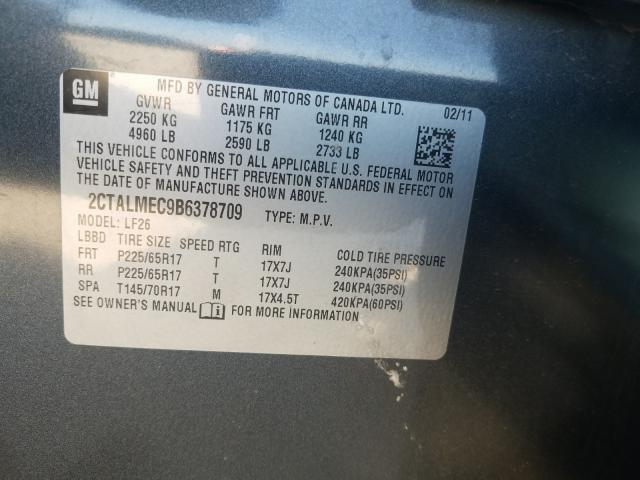 GM
MFD BY GENERAL MOTORS OF CANADA LTD.
GVWR GAWR FRT GAWR RR 02/11
2250 KG 1175 KG 1240 KG
4960 LB 2590 LB 2733 LB
THIS VEHICLE CONFORMS TO ALL APPLICABLE U.S. FEDERAL MOTOR
VEHICLE SAFETY AND THEFT PREVENTION STANDARDS IN EFFECT ON
THE DATE OF MANUFACTURE SHOWN ABOVE.
2CTALMEC9B6378709 TYPE: M.P.V.
MODEL: LF26
LBBD TIRE SIZE SPEED RTG RIM COLD TIRE PRESSURE
FRT P225/65R17 T 17X7J 240KPA(35PSI)
RR P225/65R17 T 17X7J 240KPA(35PSI)
SPA T145/70R17 M 17X4.5T 420KPA(60PSI)
SEE OWNER'S MANUAL FOR MORE INFORMATION